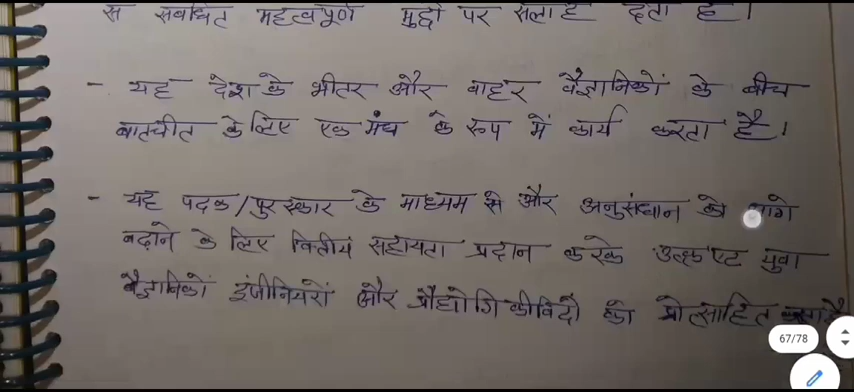 से संबंधित महत्वपूर्ण मुद्दों पर सलाह देता है।
- यह देश के भीतर और बाहर वैज्ञानिकों के बीच
बातचीत के लिए एक मंच के रूप में कार्य करता है।
- यह पदक/पुरस्कार के माध्यम से और अनुसंधान को आगे
बढ़ाने के लिए वित्तीय सहायता प्रदान करके उत्कृष्ट युवा
वैज्ञानिकों इंजीनियरों और प्रौद्योगिकीविदों को प्रोत्साहित करता है
67/78